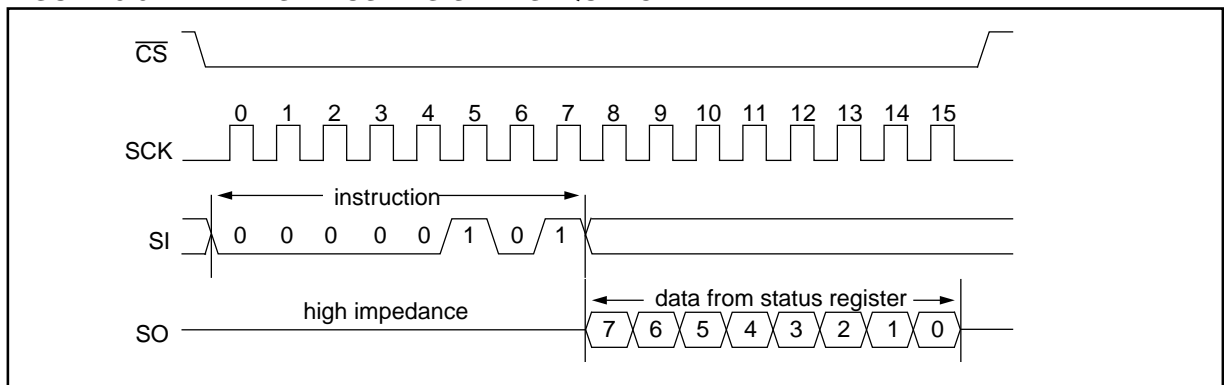 CS
0 1 2 3 4 5 6 7 8 9 10 11 12 13 14 15
SCK
instruction
SI 0 0 0 0 0 1 0 1
data from status register
high impedance
SO 7 6 5 4 3 2 1 0